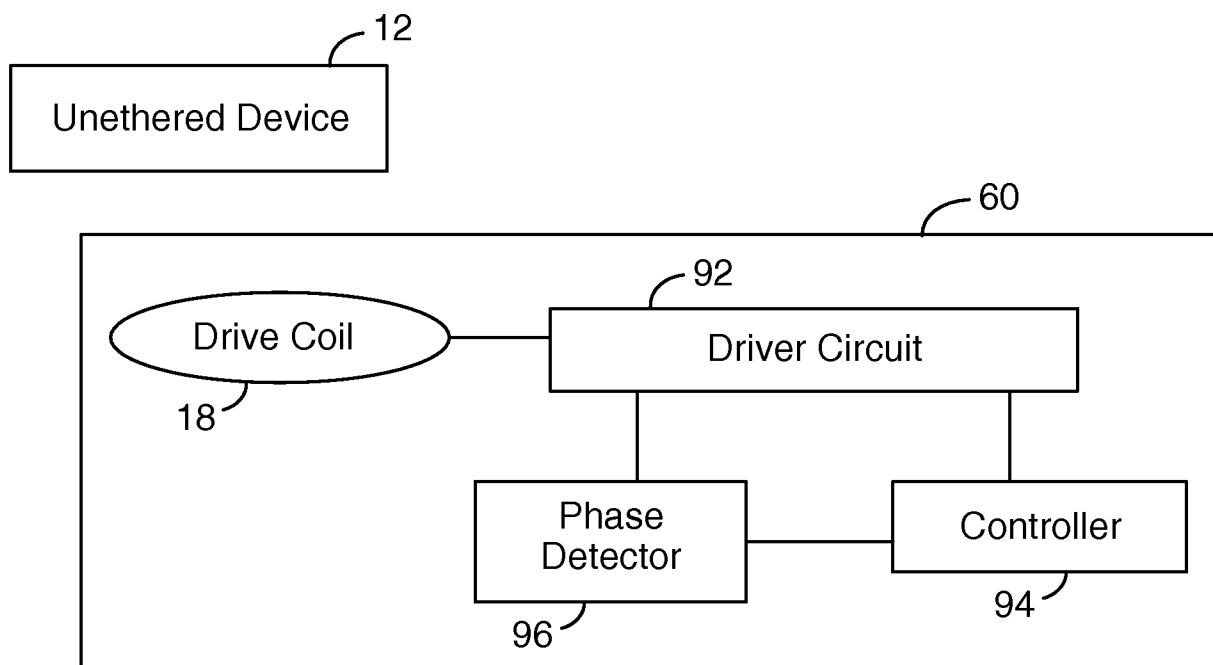 12
Unethered Device
60
92
Drive Coil
Driver Circuit
18
Phase
Detector
Controller
96
94